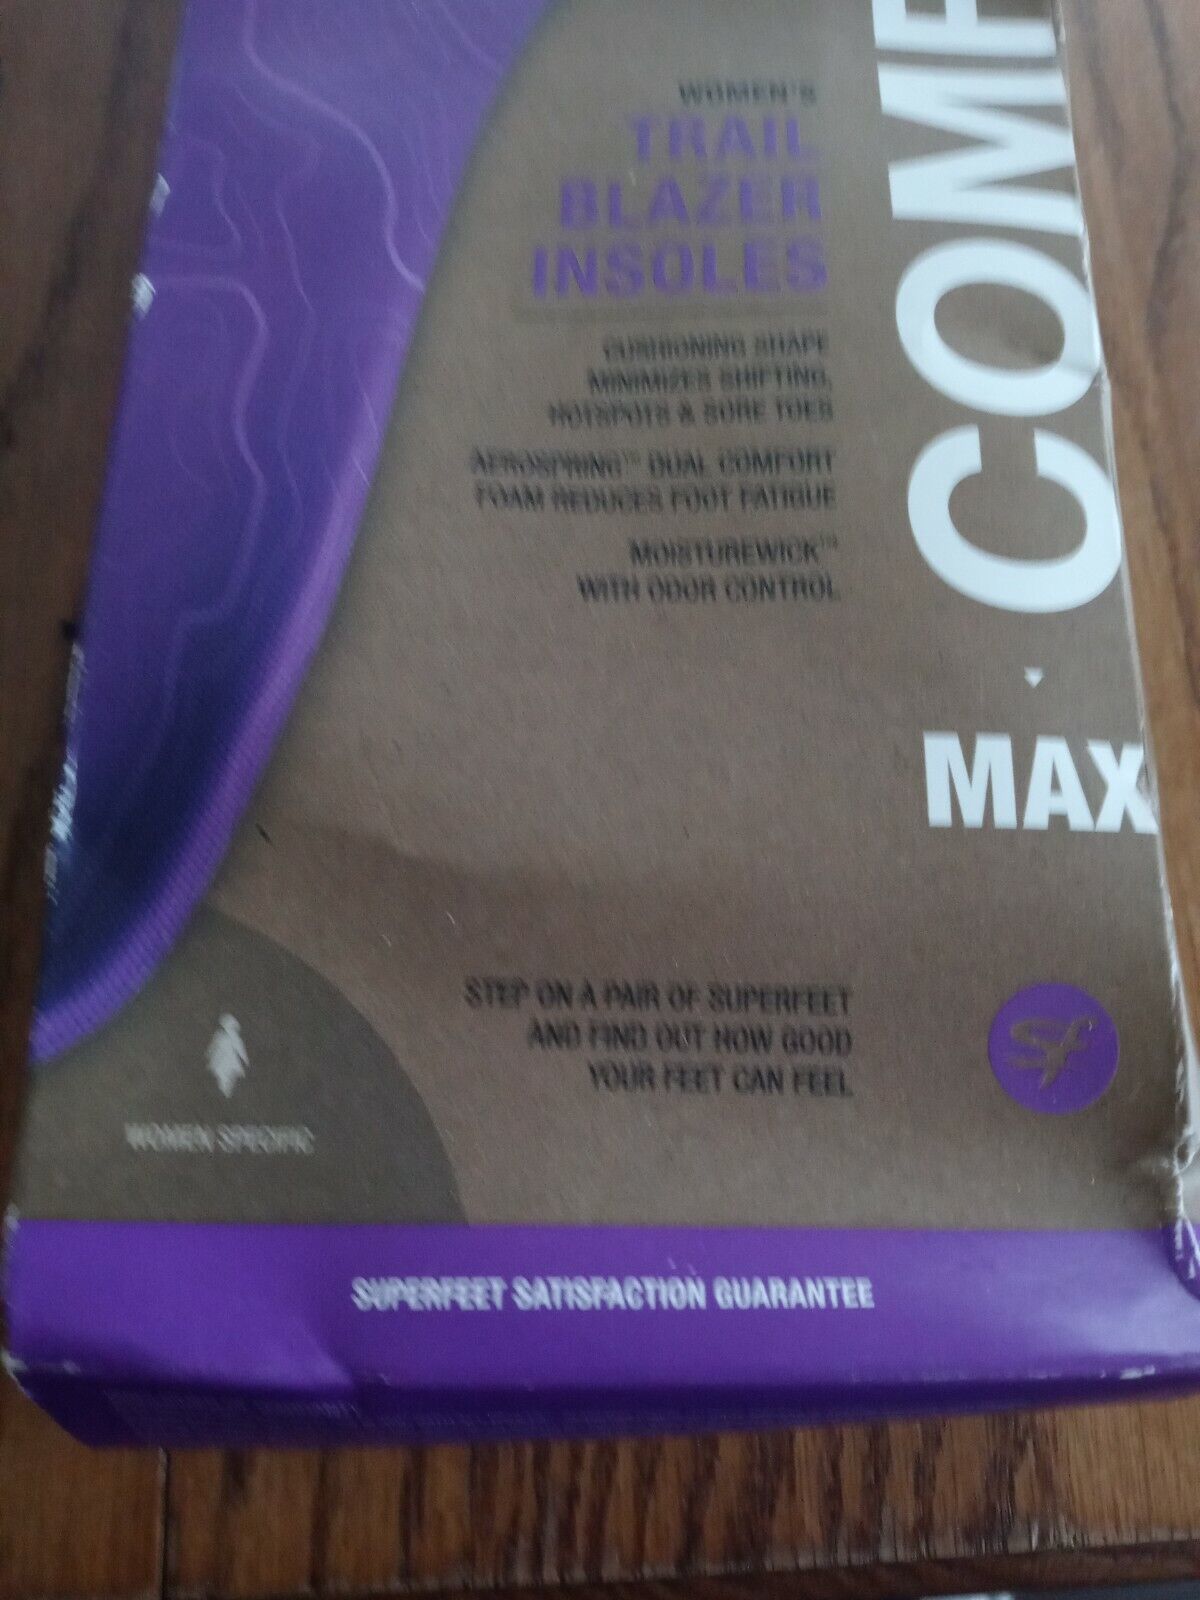 WOMEN'S
TRAIL
BLAZER
INSOLES
CUSHIONING SHAPE
MINIMIZES SHIFTING,
HOTSPOTS & SORE TOES
AEROSPRING™ DUAL COMFORT
FOAM REDUCES FOOT FATIGUE
MOISTUREWICK™
WITH ODOR CONTROL
MAX
STEP ON A PAIR OF SUPERFEET
AND FIND OUT HOW GOOD
YOUR FEET CAN FEEL
WOMEN SPECIFIC
SUPERFEET SATISFACTION GUARANTEE